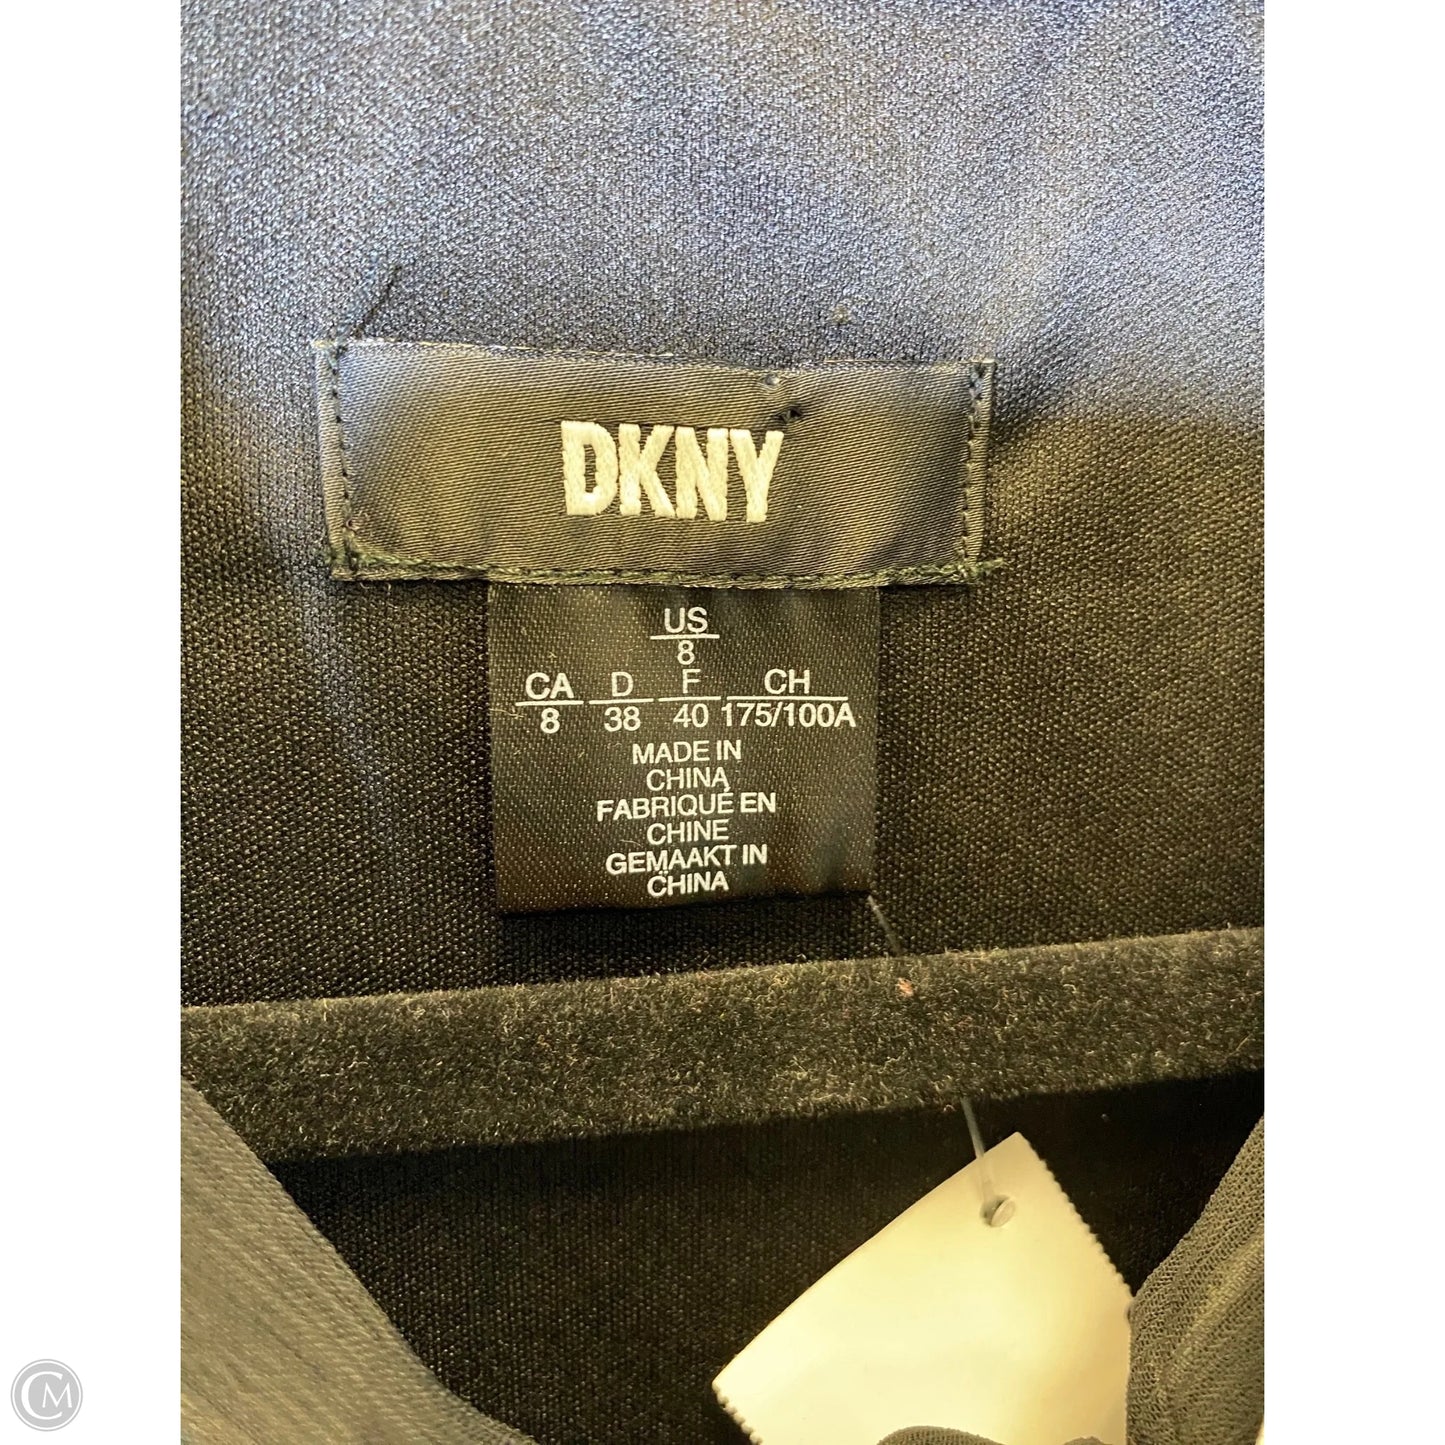 DKNY
US
8
CA D F CH
8 38 40 175/100A
MADE IN
CHINA
FABRIQUÉ EN
CHINE
GEMAAKT IN
CHINA
CM